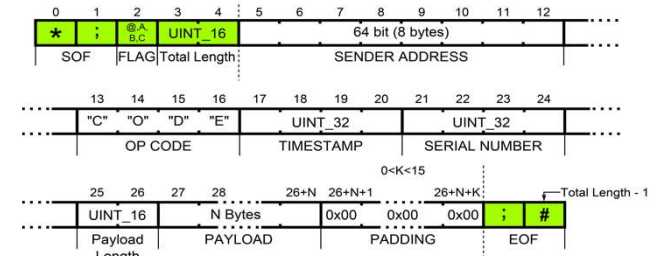 0 1 2 3 4 5 6 7 8 9 10 11 12
* ; @,A, B,C UINT_16 64 bit (8 bytes)
SOF FLAG Total Length SENDER ADDRESS
13 14 15 16 17 18 19 20 21 22 23 24
"C" "O" "D" "E" UINT_32 UINT_32
OP CODE TIMESTAMP SERIAL NUMBER
0<K<15
25 26 27 28 26+N 26+N+1 26+N+K Total Length - 1
UINT_16 N Bytes 0x00 0x00 0x00 ; #
Payload PAYLOAD PADDING EOF
Length